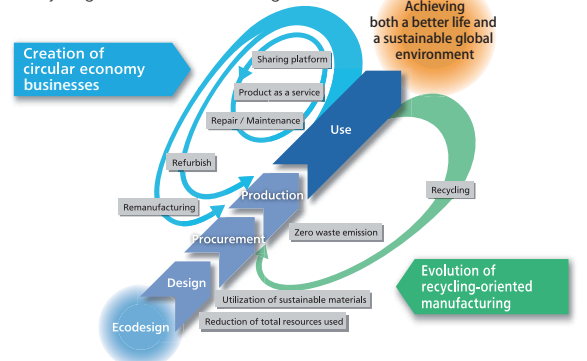 Achieving
both a better life and
a sustainable global
environment
Creation of
circular economy
businesses
Sharing platform
Product as a service
Repair / Maintenance
Use
Refurbish
Production
Recycling
Remanufacturing
Procurement
Zero waste emission
Design
Evolution of
recycling-oriented
manufacturing
Utilization of sustainable materials
Ecodesign
Reduction of total resources used